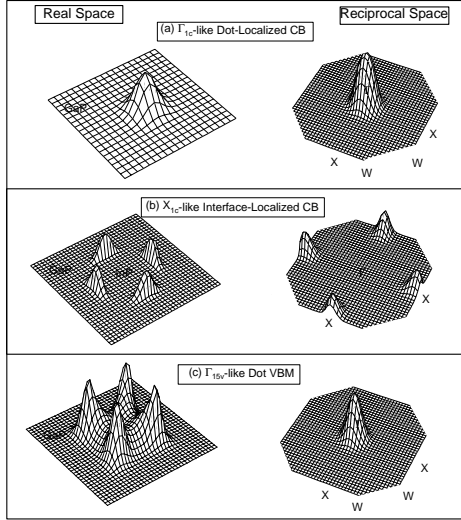 Real Space
Reciprocal Space
(a) Γ1c-like Dot-Localized CB
GaP
X
W
W
X
(b) X1c-like Interface-Localized CB
GaP
InP
Γ
X
X
(c) Γ15v-like Dot VBM
X
W
W
X